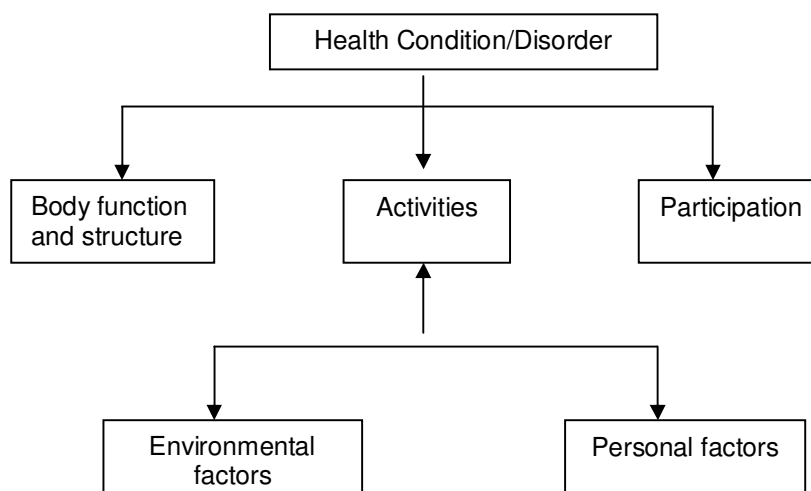 Health Condition/Disorder
Body function
and structure
Activities
Participation
Environmental
factors
Personal factors